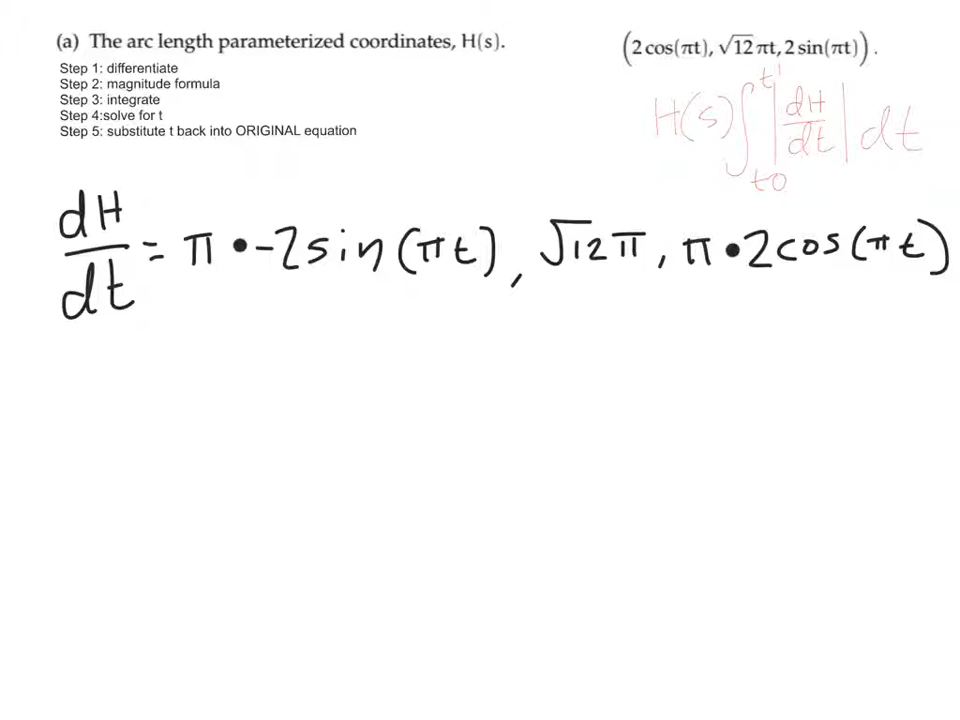 (a) The arc length parameterized coordinates, H(s).
(2 cos(πt), √12 πt, 2 sin(πt)) .
Step 1: differentiate
Step 2: magnitude formula
Step 3: integrate
Step 4:solve for t
Step 5: substitute t back into ORIGINAL equation
H(s) ∫_{t0}^{t'} |dH/dt| dt
dH/dt = π • -2sin(πt), √12π, π • 2cos(πt)